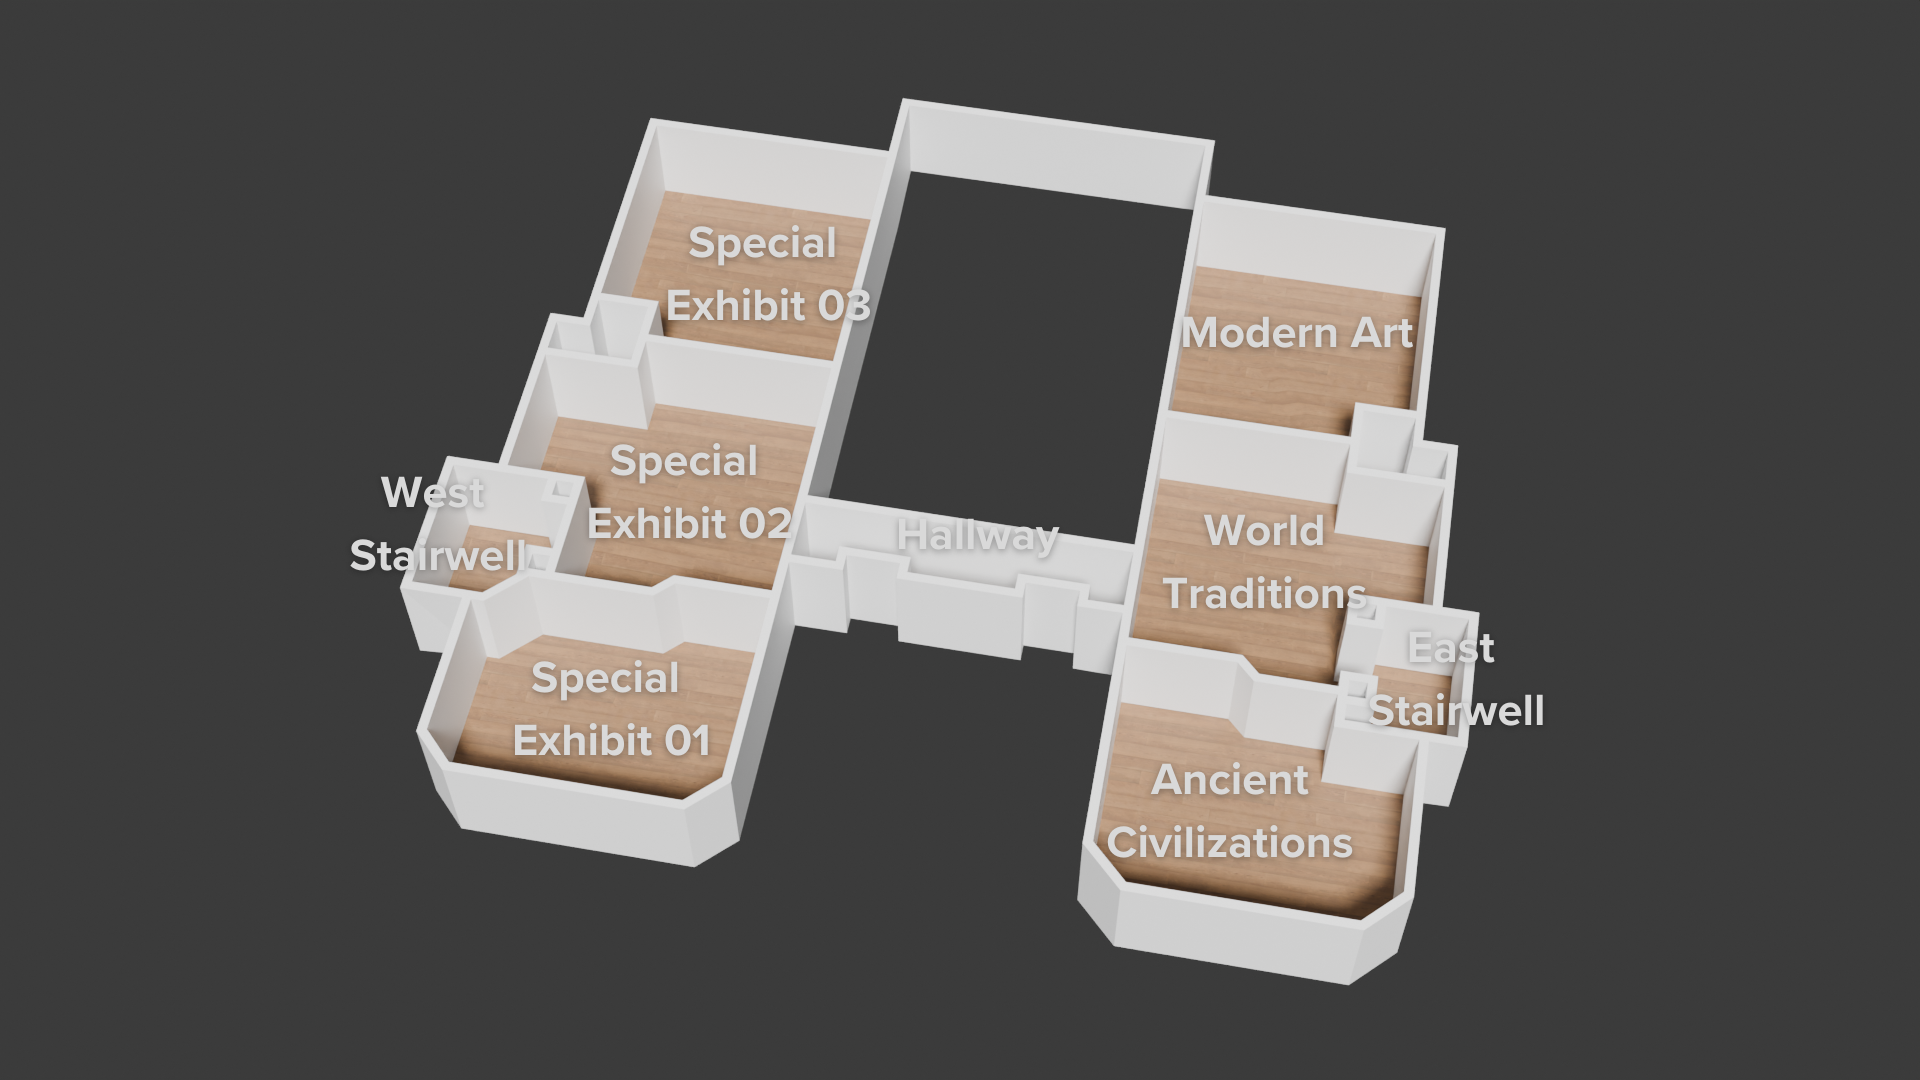 Special
Exhibit 03
Modern Art
Special
Exhibit 02
West
Stairwell
Hallway
World
Traditions
East
Stairwell
Special
Exhibit 01
Ancient
Civilizations